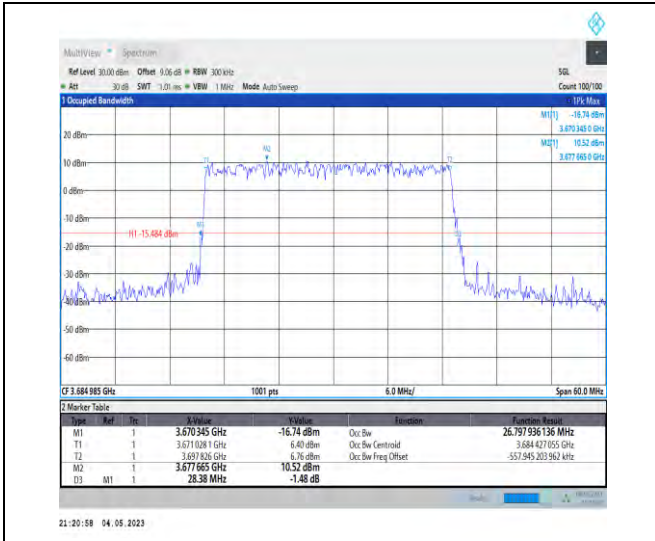 MultiView Spectrum
Ref Level 30.00 dBm Offset 9.06 dB RBW 300 kHz SGL
Att 30 dB SWT 1.01 ms VBW 1 MHz Mode Auto Sweep Count 100/100
1 Occupied Bandwidth 1Pk Max
M1[1] -16.74 dBm
3.670 345 0 GHz
M2[1] 10.52 dBm
3.677 665 0 GHz
20 dBm
M2
T1 T2
10 dBm
0 dBm
-10 dBm
M1
H1 -15.484 dBm
D3
-20 dBm
-30 dBm
-40 dBm
-50 dBm
-60 dBm
CF 3.684 985 GHz 1001 pts 6.0 MHz/ Span 60.0 MHz
2 Marker Table
Type Ref Trc X-Value Y-Value Function Function Result
M1 1 3.670 345 GHz -16.74 dBm Occ Bw 26.797 936 136 MHz
T1 1 3.671 028 1 GHz 6.40 dBm Occ Bw Centroid 3.684 427 055 GHz
T2 1 3.697 826 GHz 6.76 dBm Occ Bw Freq Offset -557.945 203 962 kHz
M2 1 3.677 665 GHz 10.52 dBm
D3 M1 1 28.38 MHz -1.48 dB
21:20:58 04.05.2023